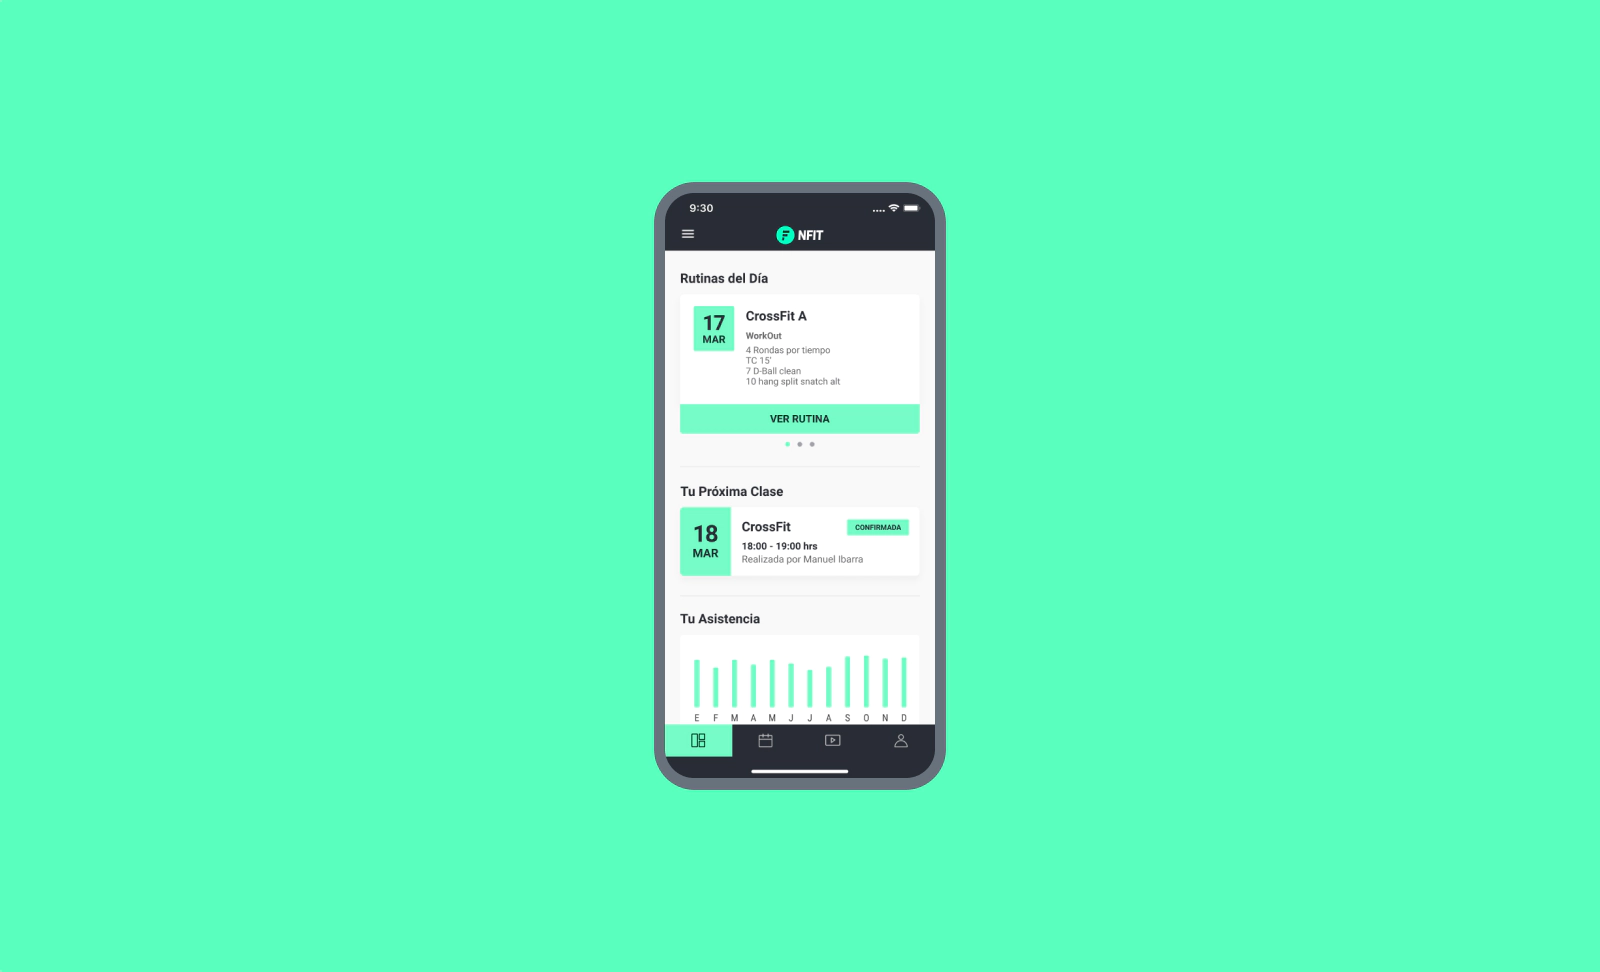 9:30
NFIT
Rutinas del Día
17
MAR
CrossFit A
WorkOut
4 Rondas por tiempo
TC 15'
7 D-Ball clean
10 hang split snatch alt
VER RUTINA
Tu Próxima Clase
18
MAR
CrossFit
CONFIRMADA
18:00 - 19:00 hrs
Realizada por Manuel Ibarra
Tu Asistencia
E F M A M J J A S O N D